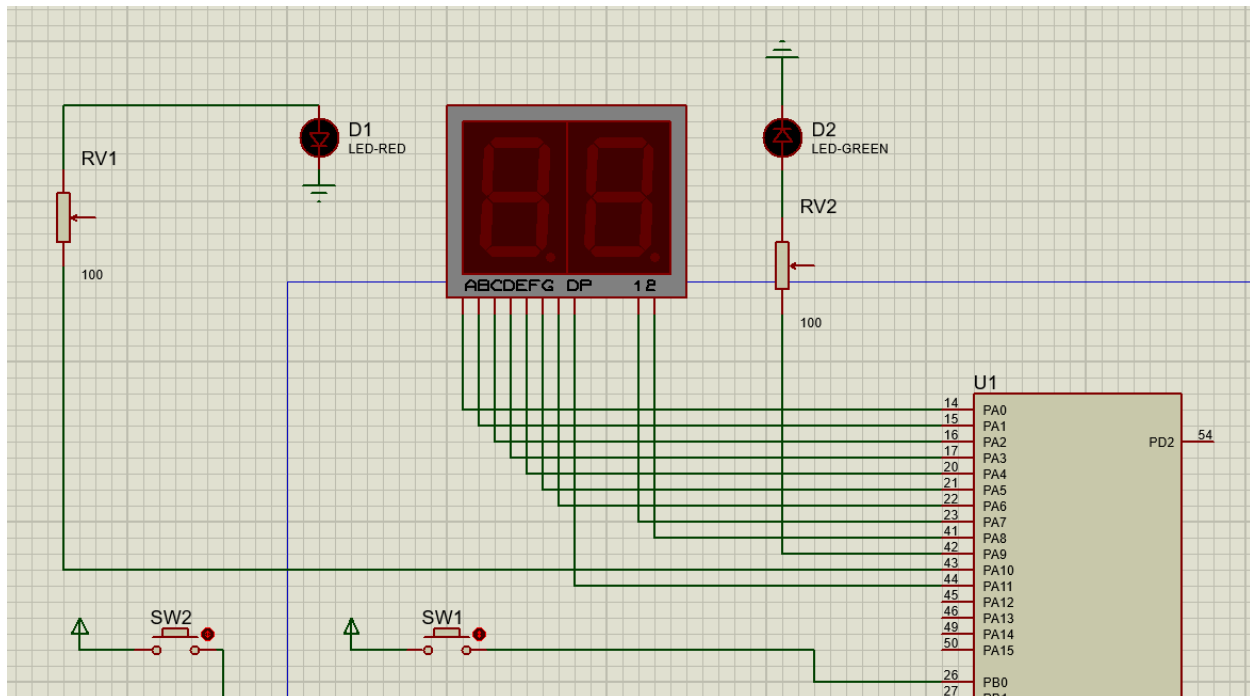 D1
LED-RED
D2
LED-GREEN
RV1
RV2
100
ABCDEFG DP 12
100
U1
14 PA0
15 PA1
16 PA2
PD2 54
17 PA3
20 PA4
21 PA5
22 PA6
23 PA7
41 PA8
42 PA9
43 PA10
44 PA11
45 PA12
46 PA13
49 PA14
50 PA15
SW2
SW1
26 PB0
27 PB1